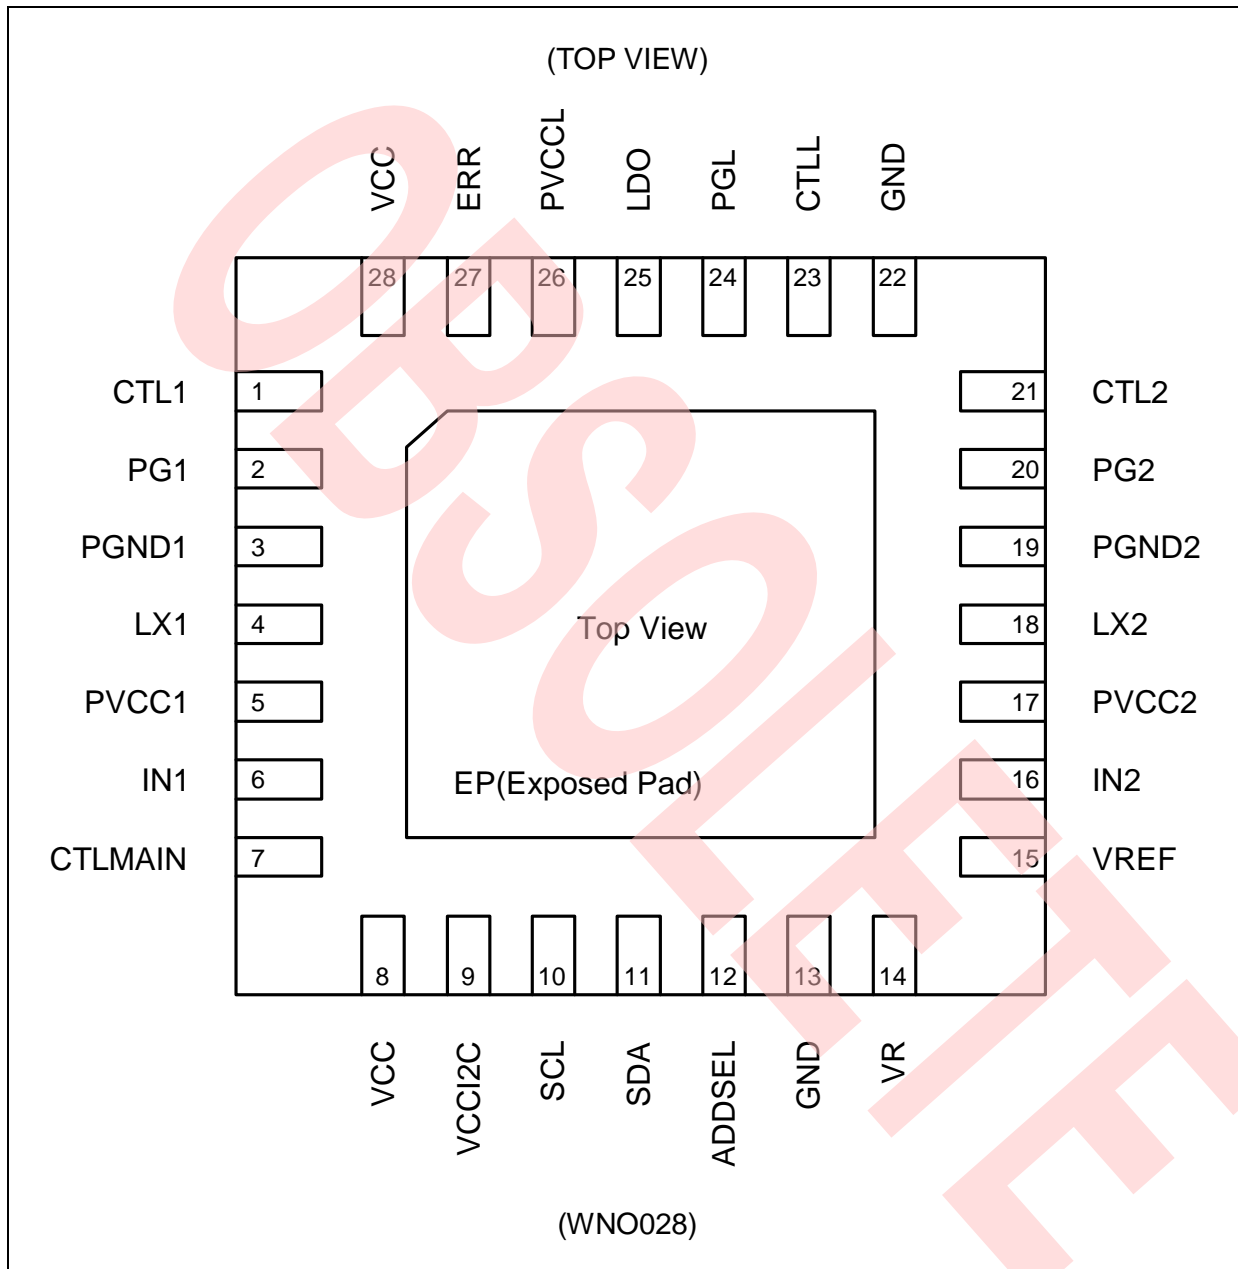 (TOP VIEW)
VCC
ERR
PVCCL
LDO
PGL
CTLL
GND
28
27
26
25
24
23
22
CTL1
1
21
CTL2
PG1
2
20
PG2
PGND1
3
19
PGND2
LX1
4
Top View
18
LX2
PVCC1
5
17
PVCC2
IN1
6
EP(Exposed Pad)
16
IN2
CTLMAIN
7
15
VREF
8
9
10
11
12
13
14
VCC
VCCI2C
SCL
SDA
ADDSEL
GND
VR
(WNO028)
OBSOLETE